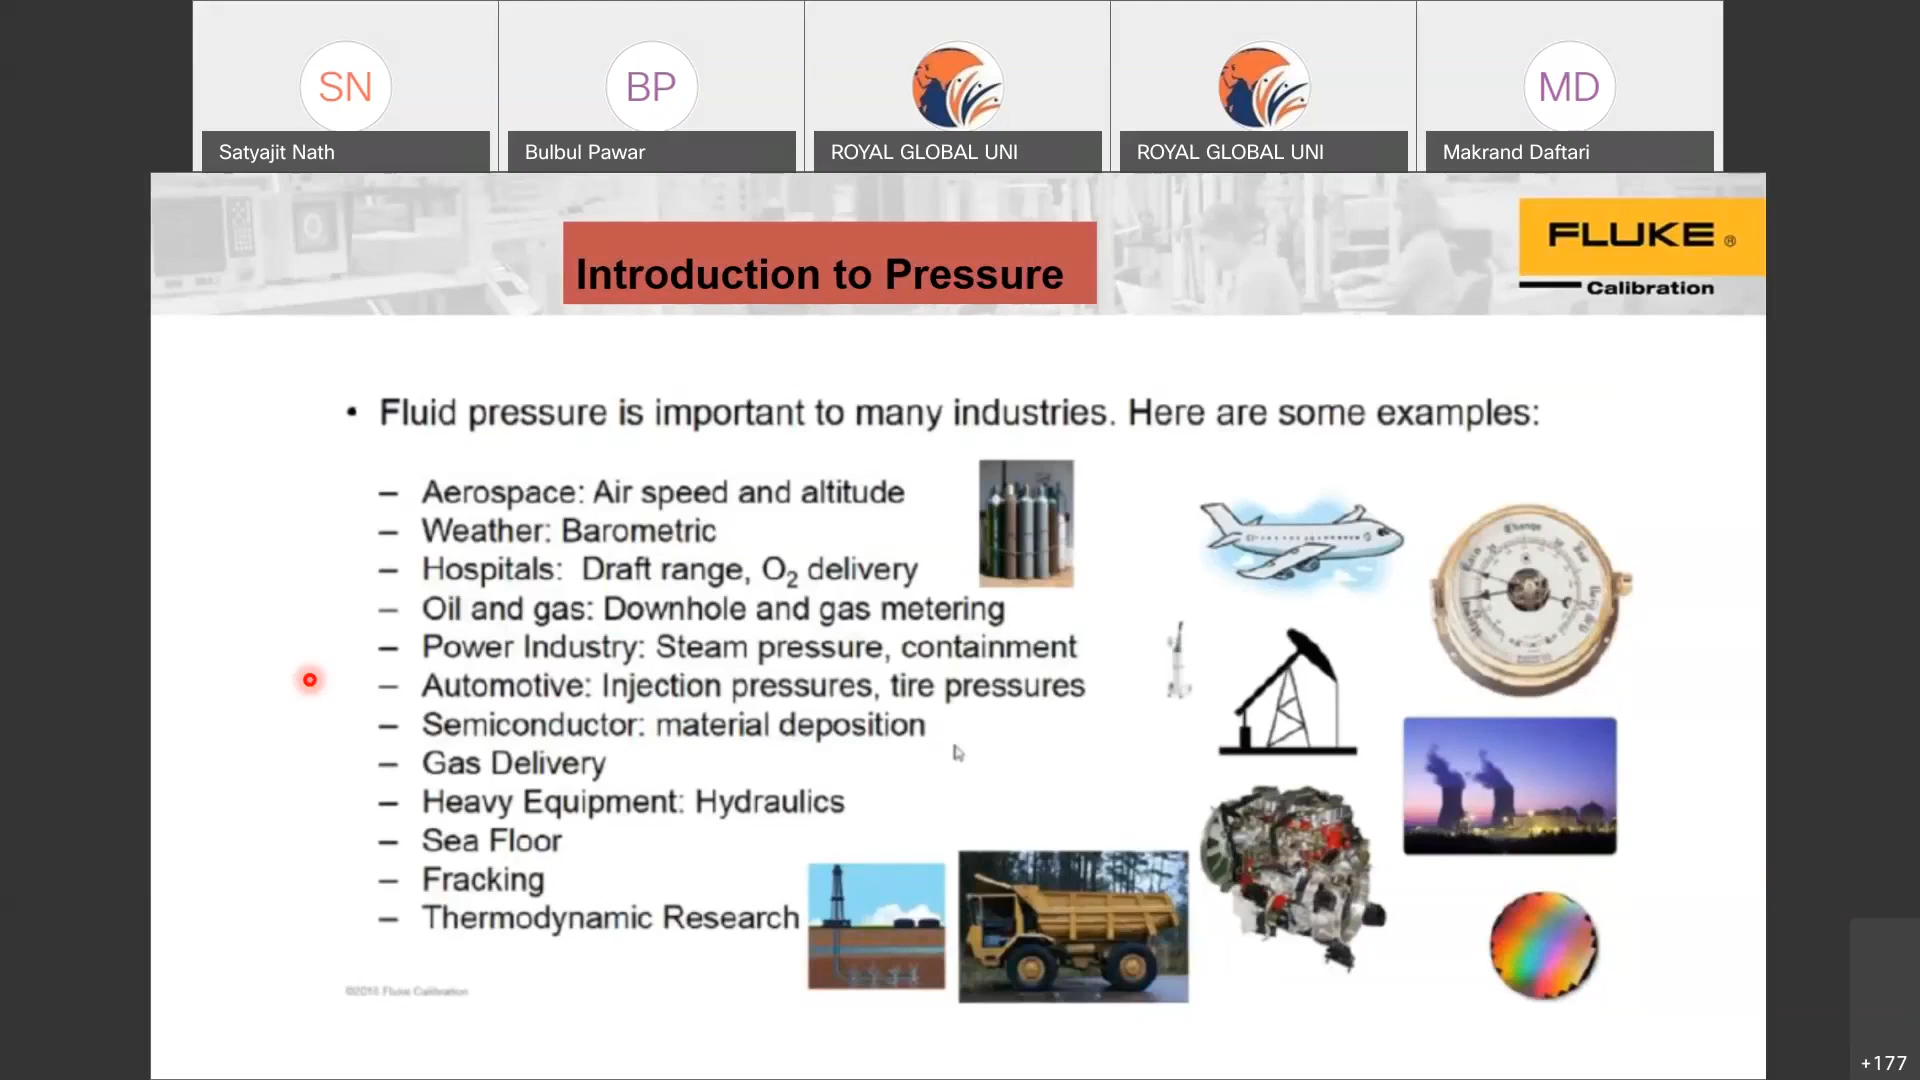 SN
BP
MD
Satyajit Nath
Bulbul Pawar
ROYAL GLOBAL UNI
ROYAL GLOBAL UNI
Makrand Daftari
Introduction to Pressure
FLUKE ®
Calibration
• Fluid pressure is important to many industries. Here are some examples:
– Aerospace: Air speed and altitude
– Weather: Barometric
– Hospitals: Draft range, O₂ delivery
– Oil and gas: Downhole and gas metering
– Power Industry: Steam pressure, containment
– Automotive: Injection pressures, tire pressures
– Semiconductor: material deposition
– Gas Delivery
– Heavy Equipment: Hydraulics
– Sea Floor
– Fracking
– Thermodynamic Research
Change
Fluke Calibration
+177